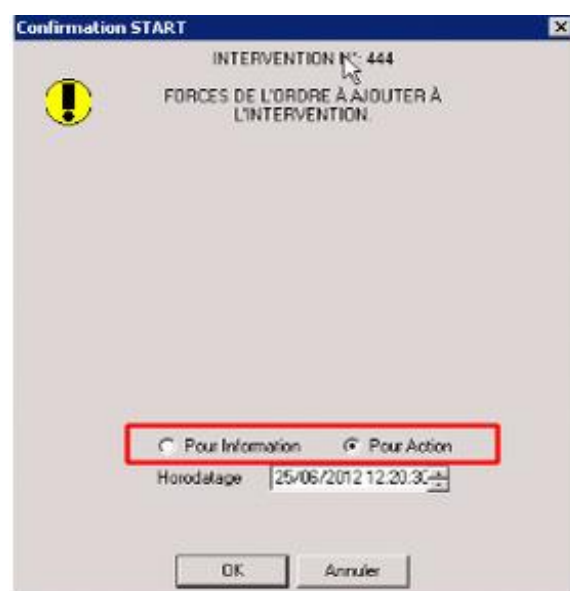 Confirmation START
INTERVENTION N°: 444
FORCES DE L'ORDRE À AJOUTER À
L'INTERVENTION.
Pour Information Pour Action
Horodatage 25/06/2012 12:20:30
OK Annuler